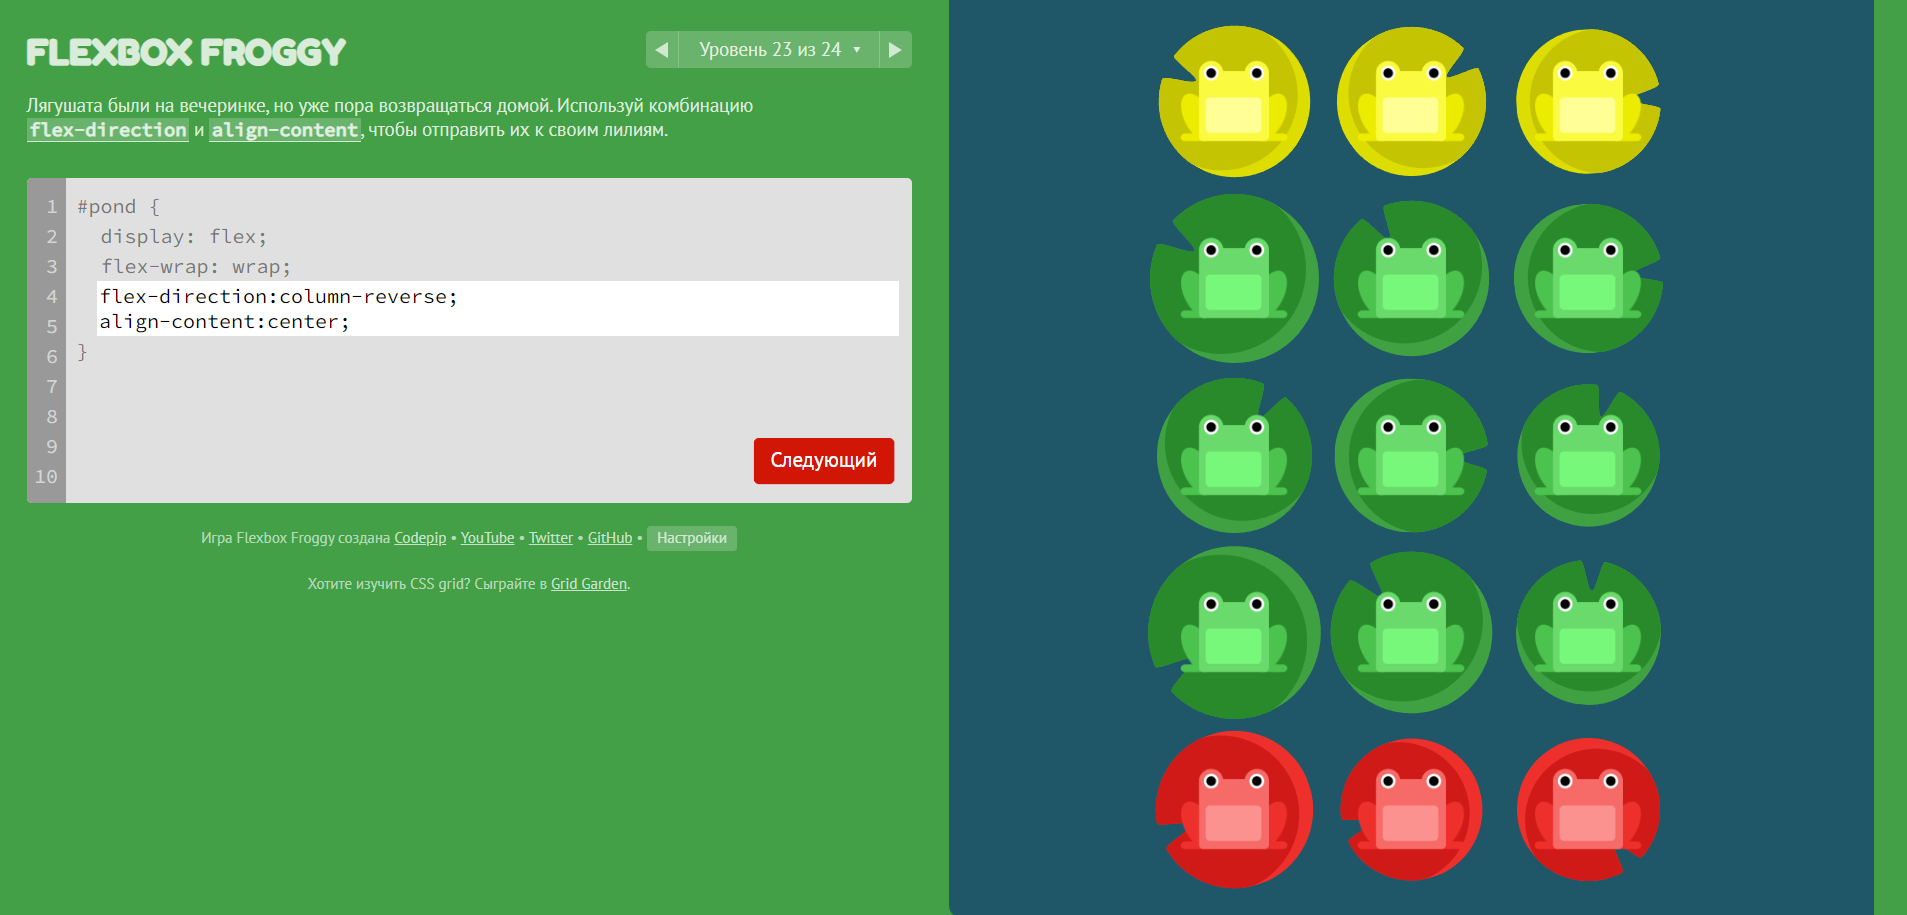 FLEXBOX FROGGY
Уровень 23 из 24
Лягушата были на вечеринке, но уже пора возвращаться домой. Используй комбинацию
flex-direction и align-content, чтобы отправить их к своим лилиям.
1 #pond {
2 display: flex;
3 flex-wrap: wrap;
4 flex-direction:column-reverse;
5 align-content:center;
6 }
7
8
9
10
Следующий
Игра Flexbox Froggy создана Codepip • YouTube • Twitter • GitHub • Настройки
Хотите изучить CSS grid? Сыграйте в Grid Garden.